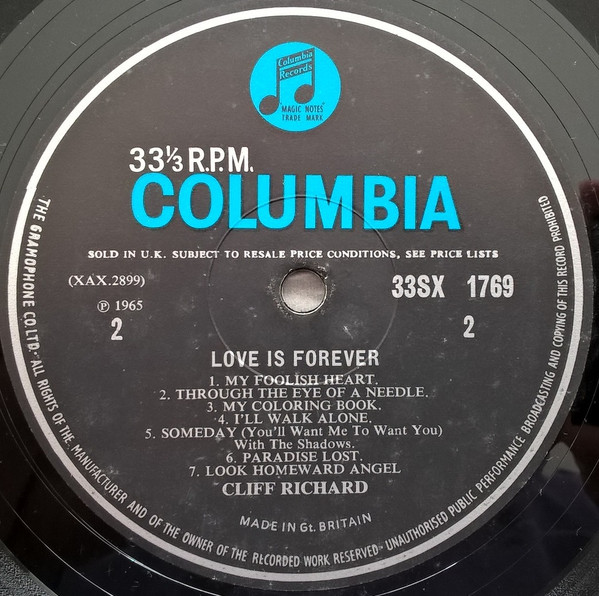 Columbia
Records
"MAGIC NOTES"
TRADE MARK
33⅓ R.P.M.
COLUMBIA
SOLD IN U.K. SUBJECT TO RESALE PRICE CONDITIONS, SEE PRICE LISTS
(XAX.2899)
33SX 1769
℗ 1965
2
2
LOVE IS FOREVER
1. MY FOOLISH HEART.
2. THROUGH THE EYE OF A NEEDLE.
3. MY COLORING BOOK.
4. I'LL WALK ALONE.
5. SOMEDAY (You'll Want Me To Want You)
With The Shadows.
6. PARADISE LOST.
7. LOOK HOMEWARD ANGEL
CLIFF RICHARD
MADE IN Gt. BRITAIN
THE GRAMOPHONE CO. LTD. · ALL RIGHTS OF THE MANUFACTURER AND OF THE OWNER OF THE RECORDED WORK RESERVED · UNAUTHORISED PUBLIC PERFORMANCE BROADCASTING AND COPYING OF THIS RECORD PROHIBITED